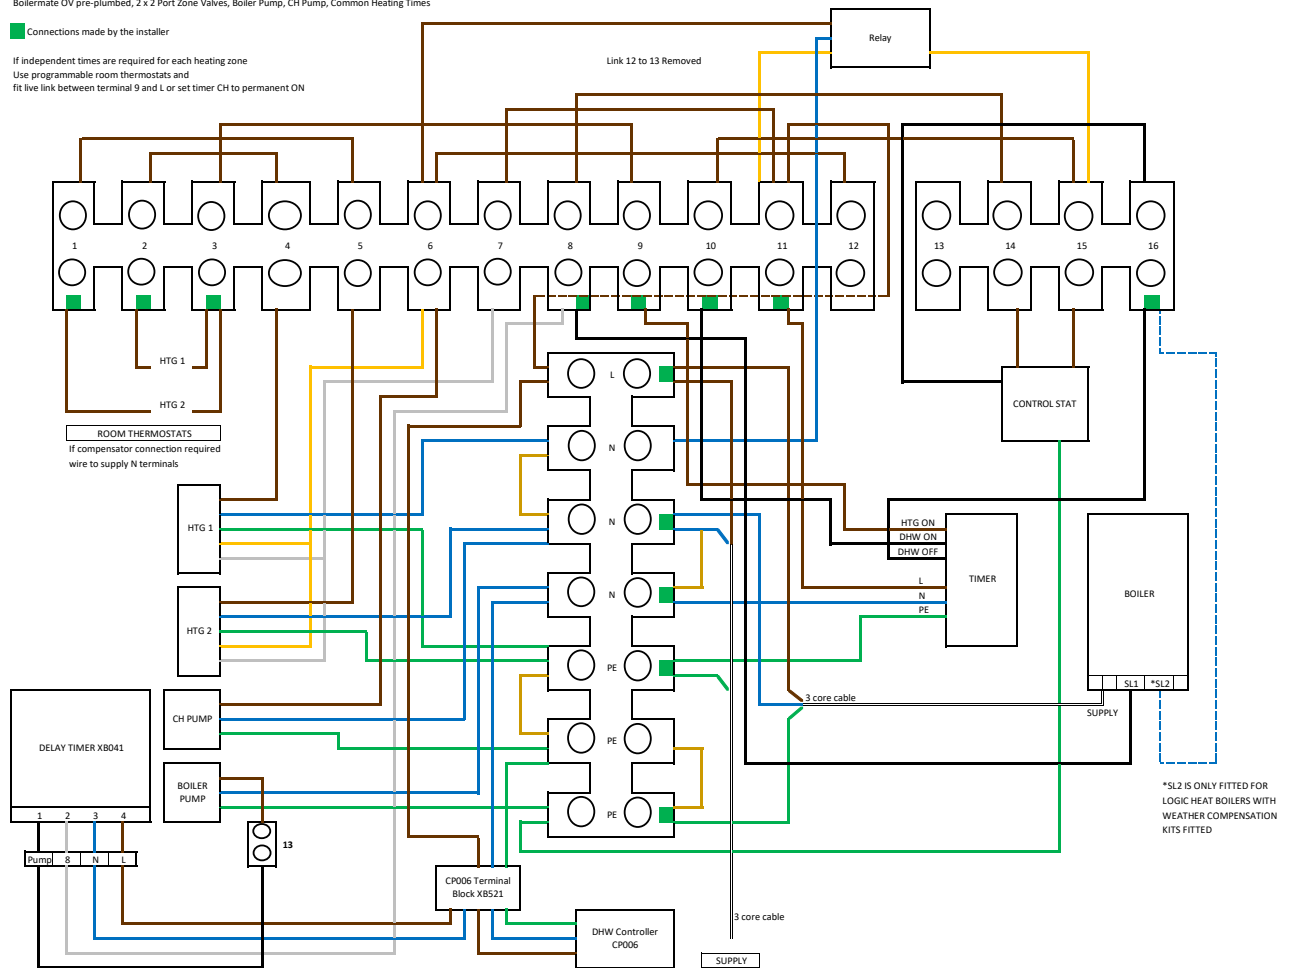 Boilermate OV pre-plumbed, 2 x 2 Port Zone Valves, Boiler Pump, CH Pump, Common Heating Times
Connections made by the installer
If independent times are required for each heating zone
Use programmable room thermostats and
fit live link between terminal 9 and L or set timer CH to permanent ON
Link 12 to 13 Removed
Relay
1 2 3 4 5 6 7 8 9 10 11 12 13 14 15 16
HTG 1
HTG 2
ROOM THERMOSTATS
If compensator connection required
wire to supply N terminals
L
N
N
N
PE
PE
PE
CONTROL STAT
HTG 1
HTG 2
CH PUMP
BOILER
PUMP
DELAY TIMER XB041
1 2 3 4
Pump 8 N L
13
HTG ON
DHW ON
DHW OFF
L
N
PE
TIMER
BOILER
SL1 *SL2
SUPPLY
3 core cable
*SL2 IS ONLY FITTED FOR
LOGIC HEAT BOILERS WITH
WEATHER COMPENSATION
KITS FITTED
CP006 Terminal
Block XB521
DHW Controller
CP006
3 core cable
SUPPLY